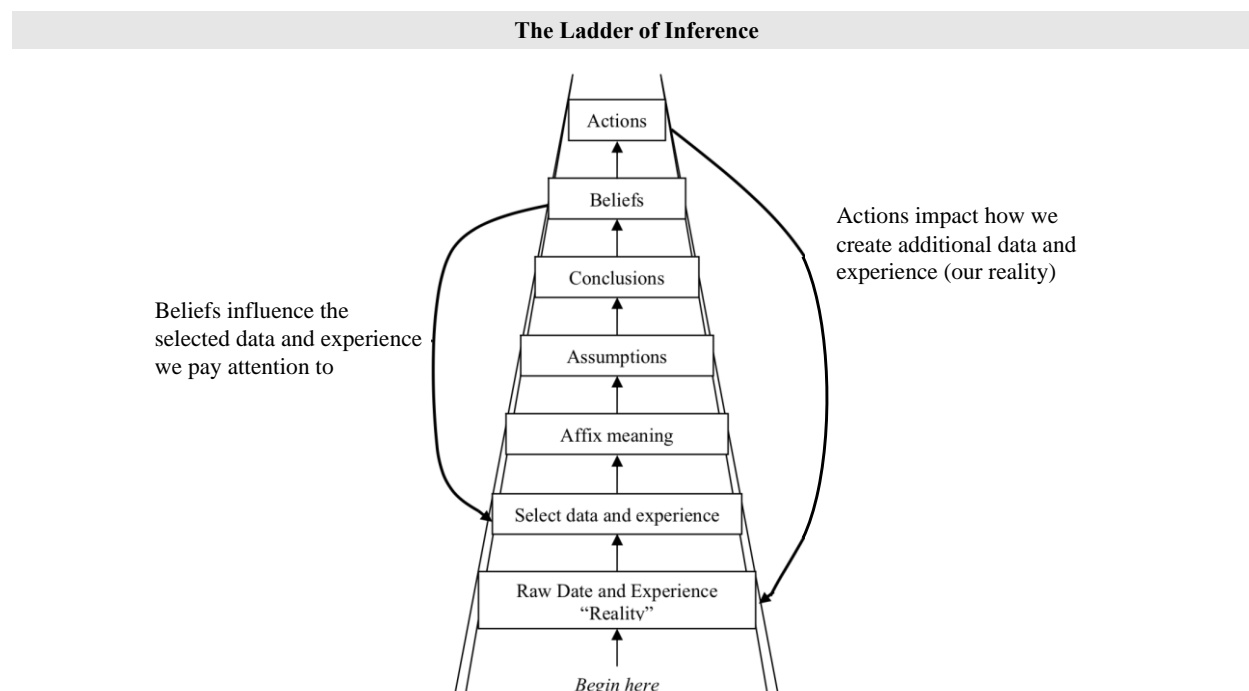 The Ladder of Inference
Actions
Beliefs
Actions impact how we
create additional data and
experience (our reality)
Conclusions
Beliefs influence the
selected data and experience
we pay attention to
Assumptions
Affix meaning
Select data and experience
Raw Date and Experience
“Reality”
Begin here